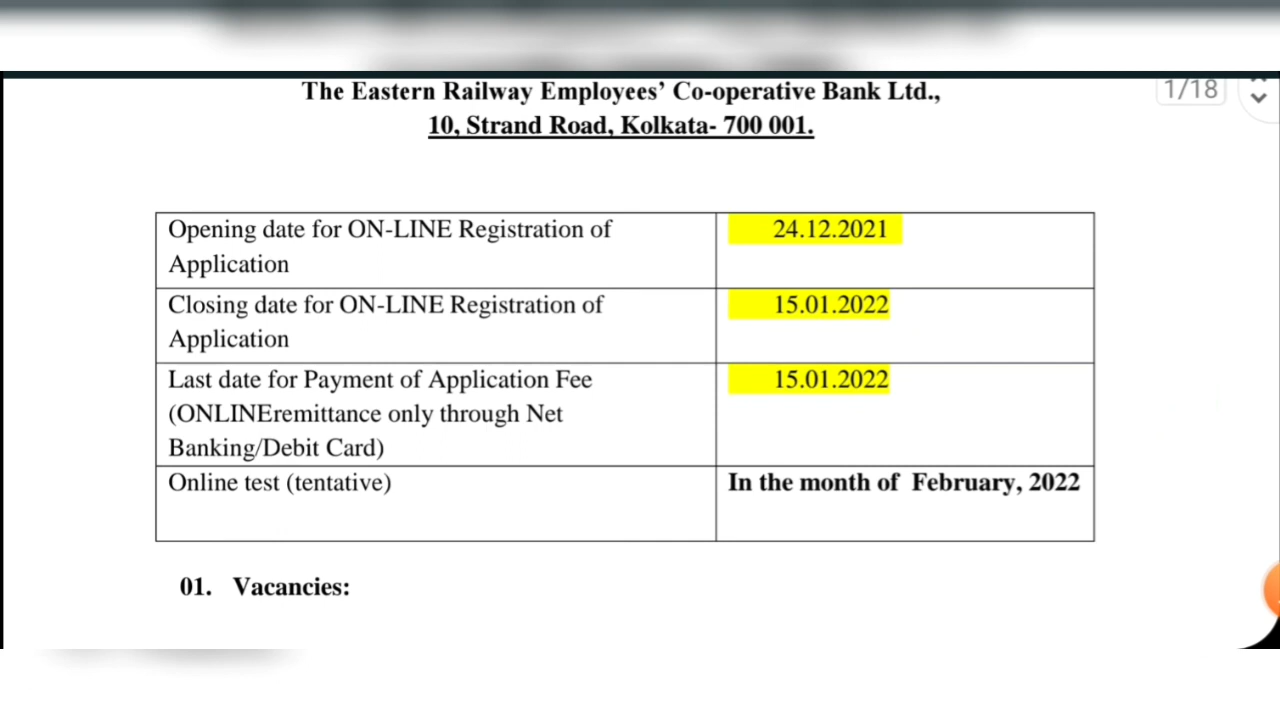 The Eastern Railway Employees’ Co-operative Bank Ltd.,
1/18
10, Strand Road, Kolkata- 700 001.
Opening date for ON-LINE Registration of
Application
24.12.2021
Closing date for ON-LINE Registration of
Application
15.01.2022
Last date for Payment of Application Fee
(ONLINEremittance only through Net
Banking/Debit Card)
15.01.2022
Online test (tentative)
In the month of February, 2022
01. Vacancies: